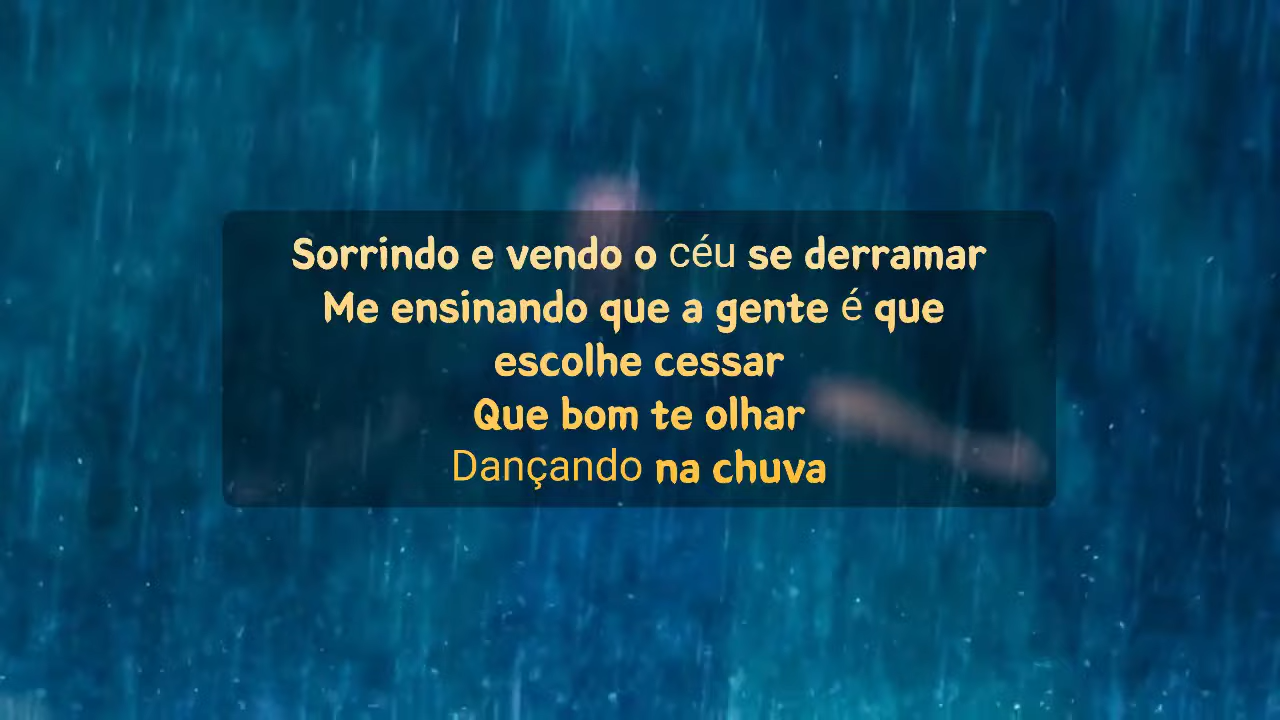 Sorrindo e vendo o céu se derramar
Me ensinando que a gente é que
escolhe cessar
Que bom te olhar
Dançando na chuva